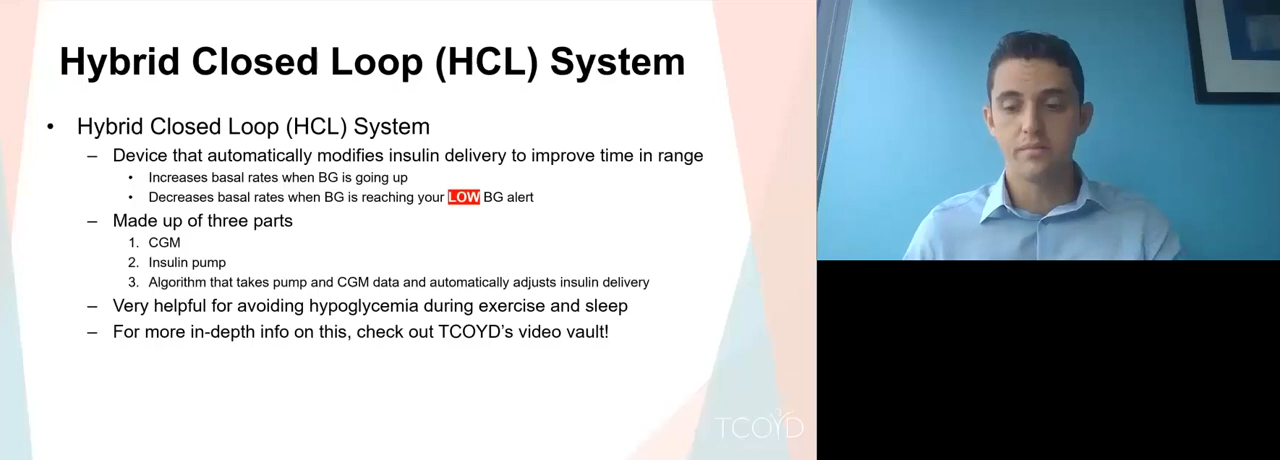 Hybrid Closed Loop (HCL) System
• Hybrid Closed Loop (HCL) System
– Device that automatically modifies insulin delivery to improve time in range
• Increases basal rates when BG is going up
• Decreases basal rates when BG is reaching your LOW BG alert
– Made up of three parts
1. CGM
2. Insulin pump
3. Algorithm that takes pump and CGM data and automatically adjusts insulin delivery
– Very helpful for avoiding hypoglycemia during exercise and sleep
– For more in-depth info on this, check out TCOYD's video vault!
TCOYD